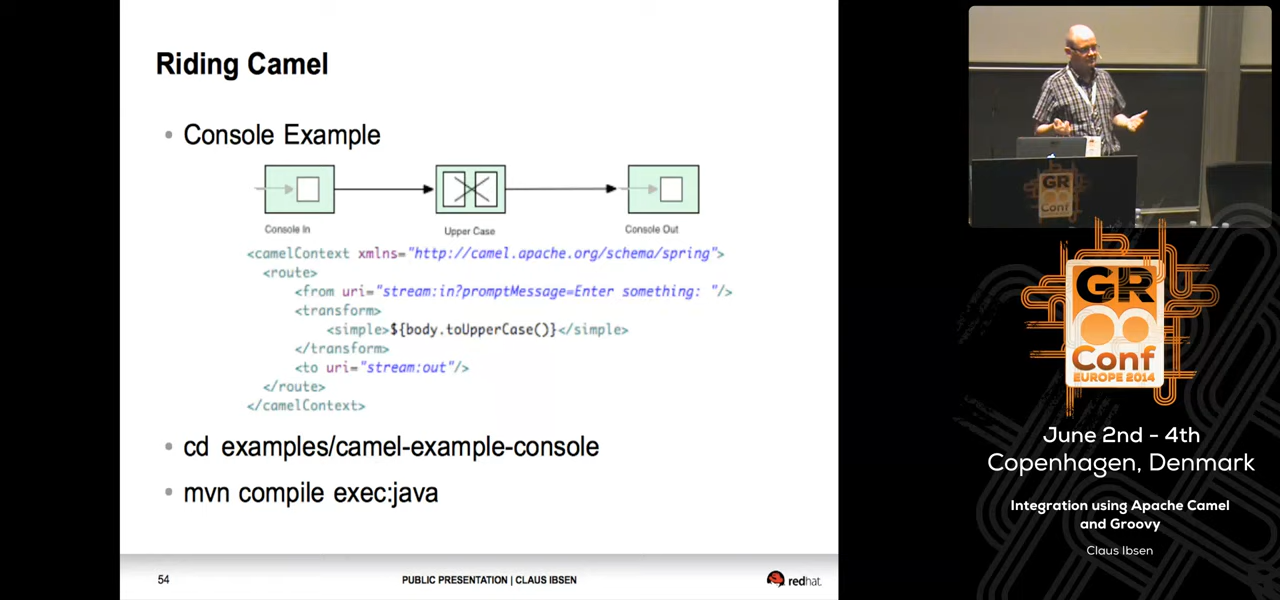 Riding Camel
• Console Example
Console In
Upper Case
Console Out
<camelContext xmlns="http://camel.apache.org/schema/spring">
<route>
<from uri="stream:in?promptMessage=Enter something: "/>
<transform>
<simple>${body.toUpperCase()}</simple>
</transform>
<to uri="stream:out"/>
</route>
</camelContext>
• cd examples/camel-example-console
• mvn compile exec:java
54
PUBLIC PRESENTATION | CLAUS IBSEN
redhat.
GR
Conf
GR
Conf
EUROPE 2014
June 2nd - 4th
Copenhagen, Denmark
Integration using Apache Camel
and Groovy
Claus Ibsen